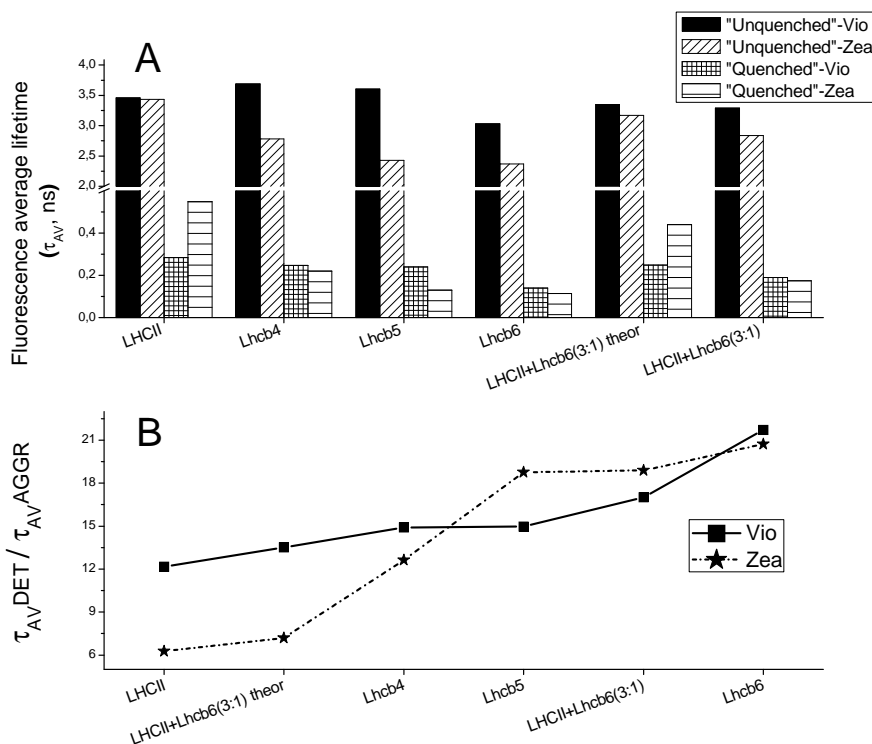 A
"Unquenched"-Vio
"Unquenched"-Zea
"Quenched"-Vio
"Quenched"-Zea
Fluorescence average lifetime
(τAV, ns)
4,0
3,5
3,0
2,5
2,0
0,4
0,2
0,0
LHCII
Lhcb4
Lhcb5
Lhcb6
LHCII+Lhcb6(3:1) theor
LHCII+Lhcb6(3:1)
B
τAVDET / τAVAGGR
21
18
15
12
9
6
Vio
Zea
LHCII
LHCII+Lhcb6(3:1) theor
Lhcb4
Lhcb5
LHCII+Lhcb6(3:1)
Lhcb6